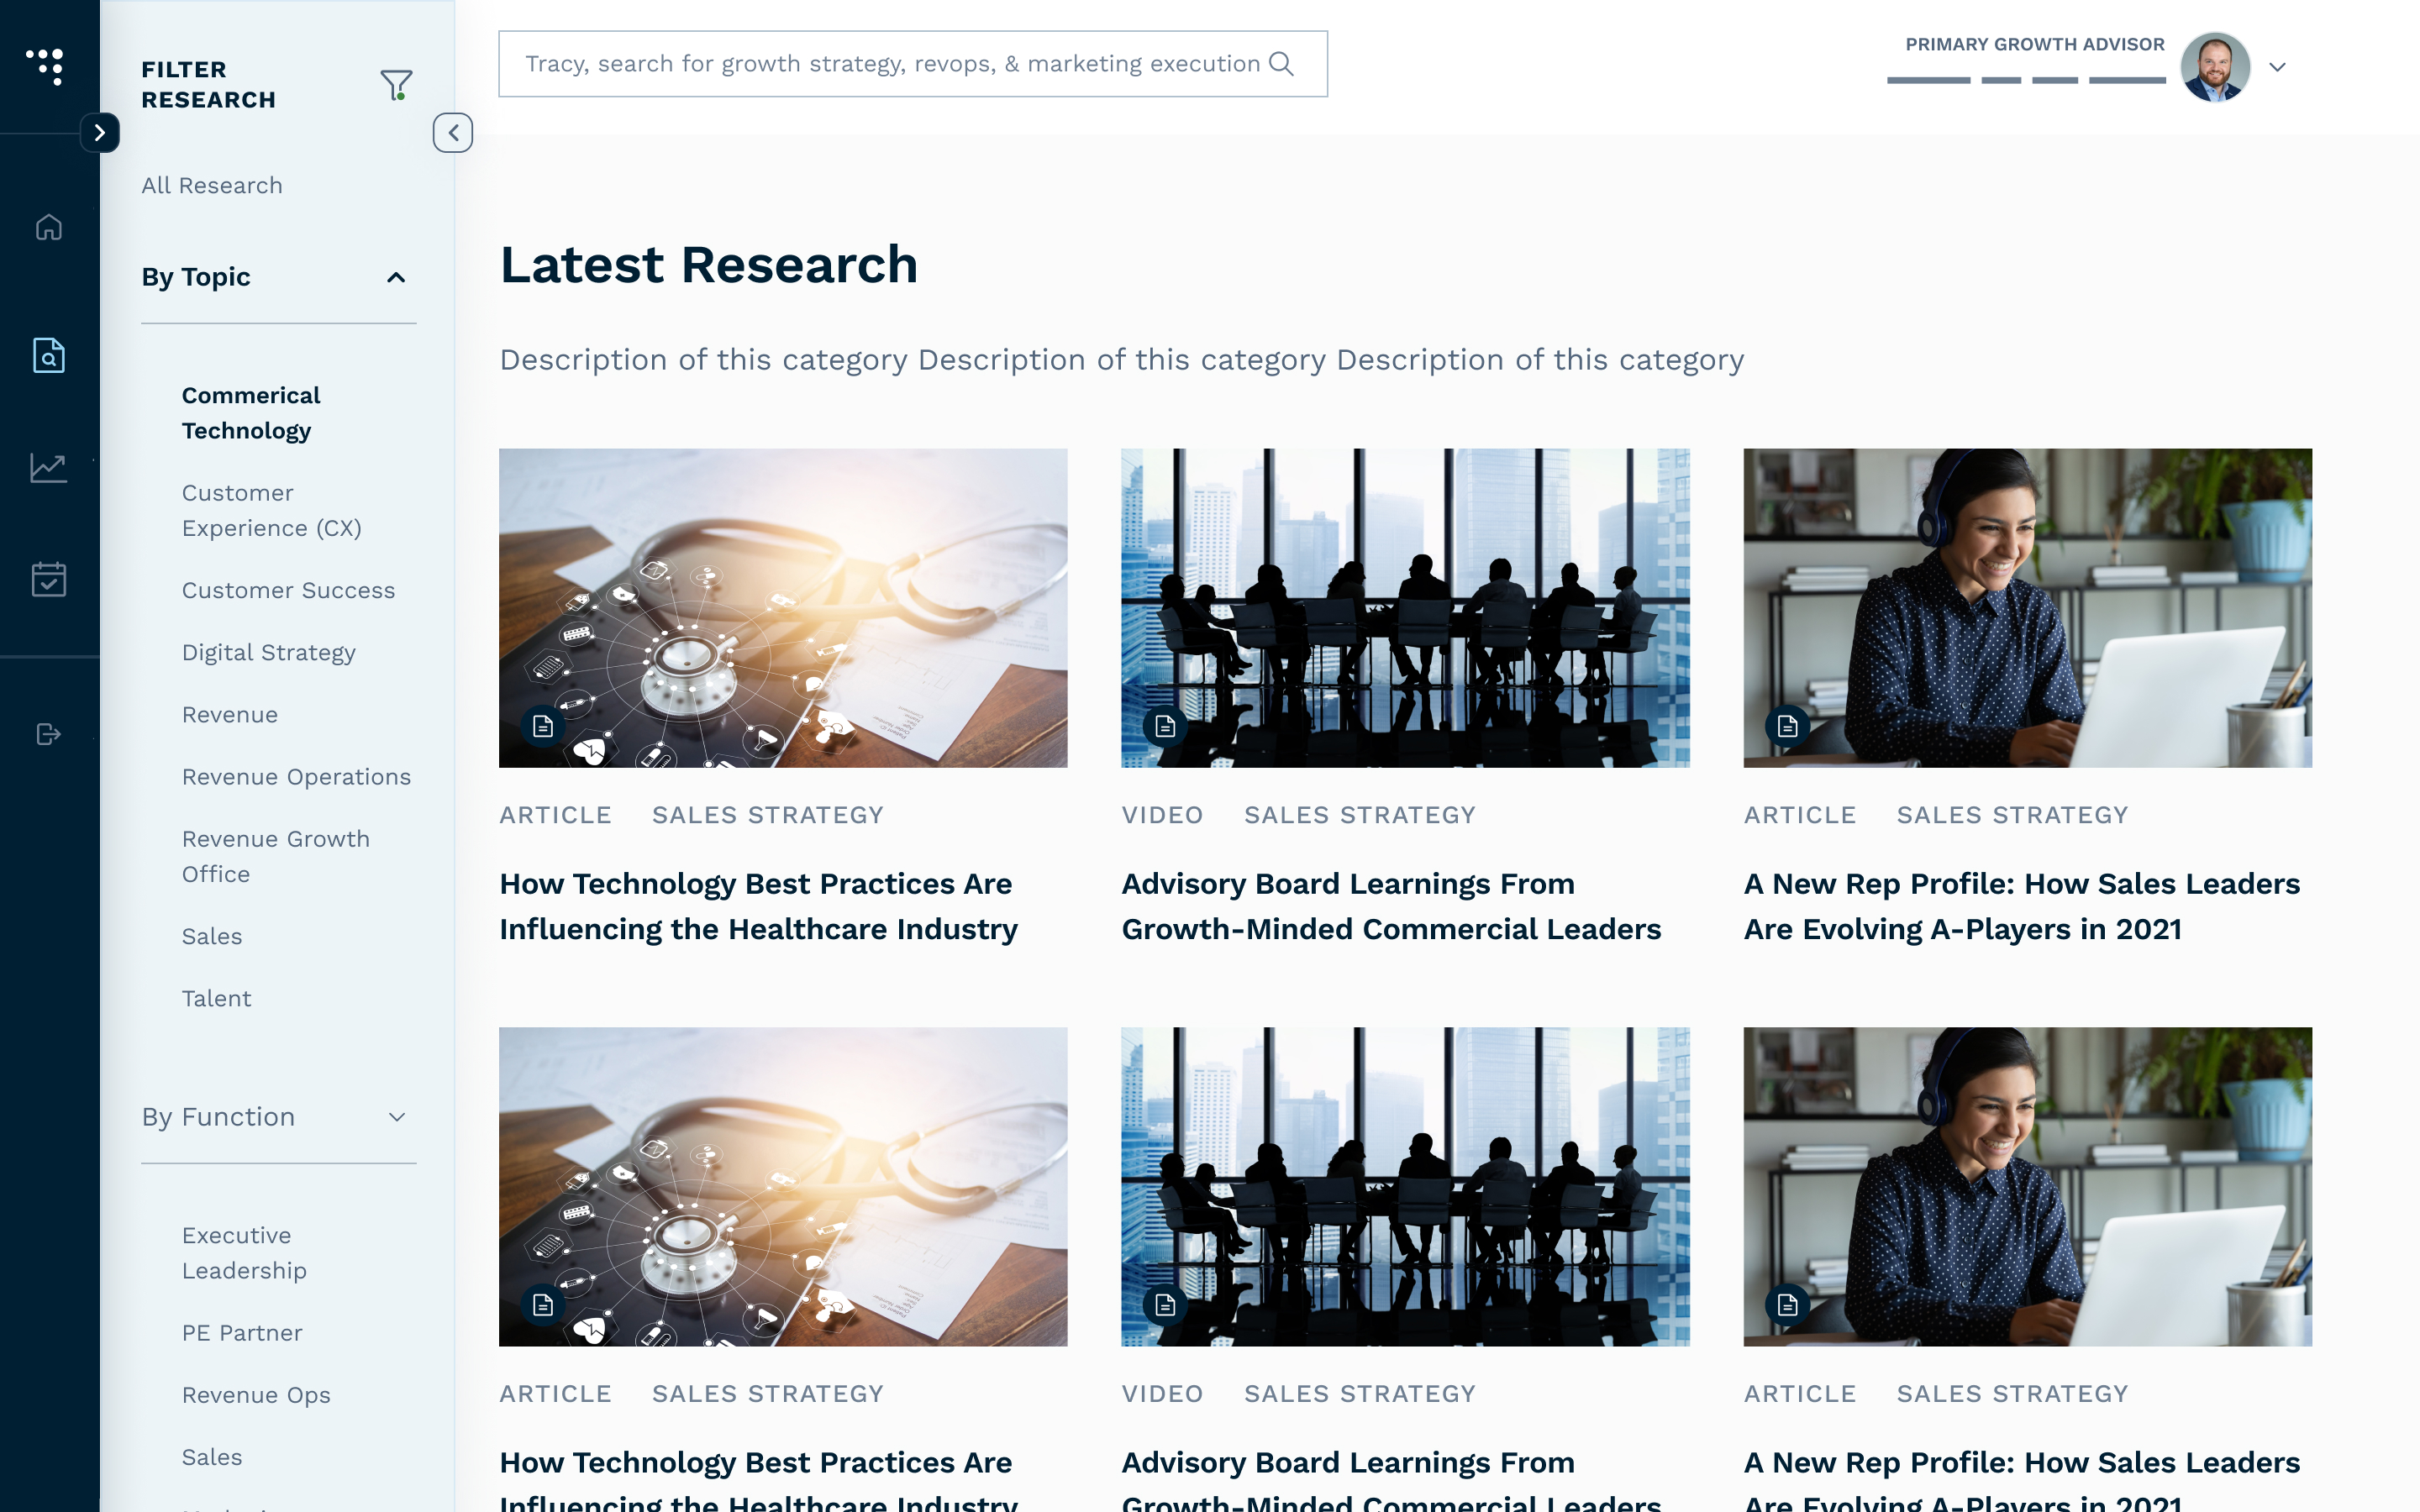 FILTER
RESEARCH
All Research
By Topic
Commerical
Technology
Customer
Experience (CX)
Customer Success
Digital Strategy
Revenue
Revenue Operations
Revenue Growth
Office
Sales
Talent
By Function
Executive
Leadership
PE Partner
Revenue Ops
Sales
Tracy, search for growth strategy, revops, & marketing execution
PRIMARY GROWTH ADVISOR
Latest Research
Description of this category Description of this category Description of this category
ARTICLE SALES STRATEGY
How Technology Best Practices Are
Influencing the Healthcare Industry
VIDEO SALES STRATEGY
Advisory Board Learnings From
Growth-Minded Commercial Leaders
ARTICLE SALES STRATEGY
A New Rep Profile: How Sales Leaders
Are Evolving A-Players in 2021
ARTICLE SALES STRATEGY
How Technology Best Practices Are
Influencing the Healthcare Industry
VIDEO SALES STRATEGY
Advisory Board Learnings From
Growth-Minded Commercial Leaders
ARTICLE SALES STRATEGY
A New Rep Profile: How Sales Leaders
Are Evolving A-Players in 2021